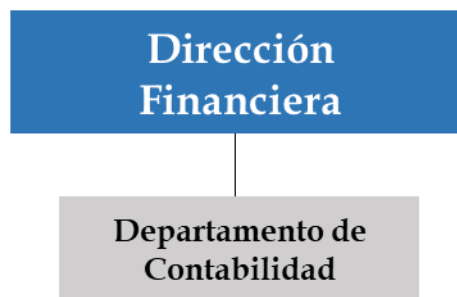 Dirección
Financiera
Departamento de
Contabilidad